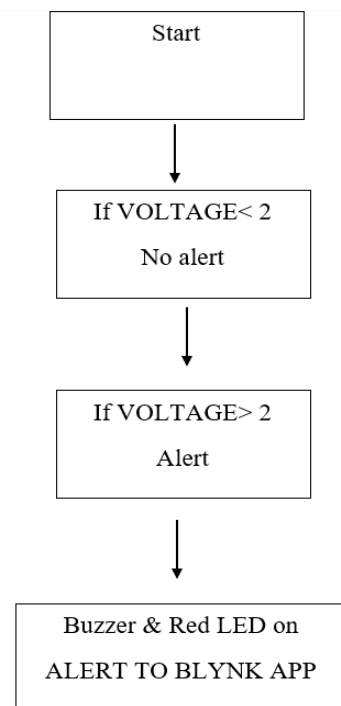 Start
If VOLTAGE< 2
No alert
If VOLTAGE> 2
Alert
Buzzer & Red LED on
ALERT TO BLYNK APP